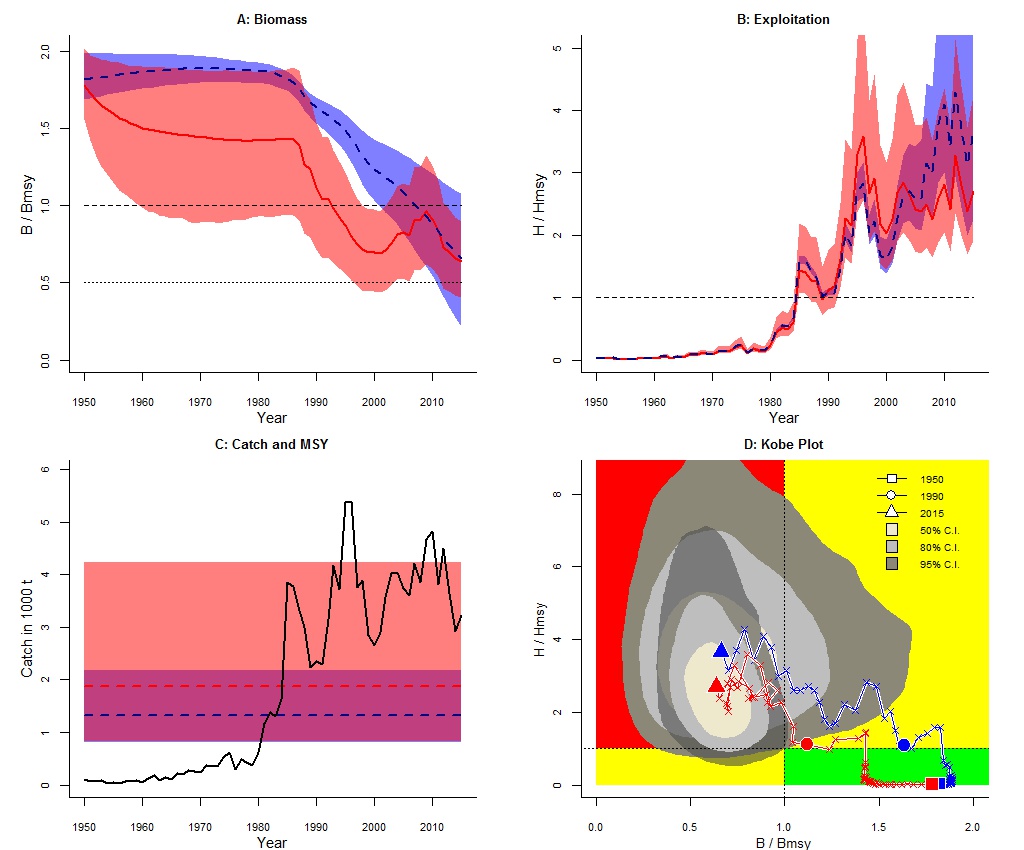 A: Biomass
B / Bmsy
0.0 0.5 1.0 1.5 2.0
1950 1960 1970 1980 1990 2000 2010
Year
B: Exploitation
H / Hmsy
0 1 2 3 4 5
1950 1960 1970 1980 1990 2000 2010
Year
C: Catch and MSY
Catch in 1000 t
0 1 2 3 4 5 6
1950 1960 1970 1980 1990 2000 2010
Year
D: Kobe Plot
H / Hmsy
0 2 4 6 8
1950
1990
2015
50% C.I.
80% C.I.
95% C.I.
0.0 0.5 1.0 1.5 2.0
B / Bmsy